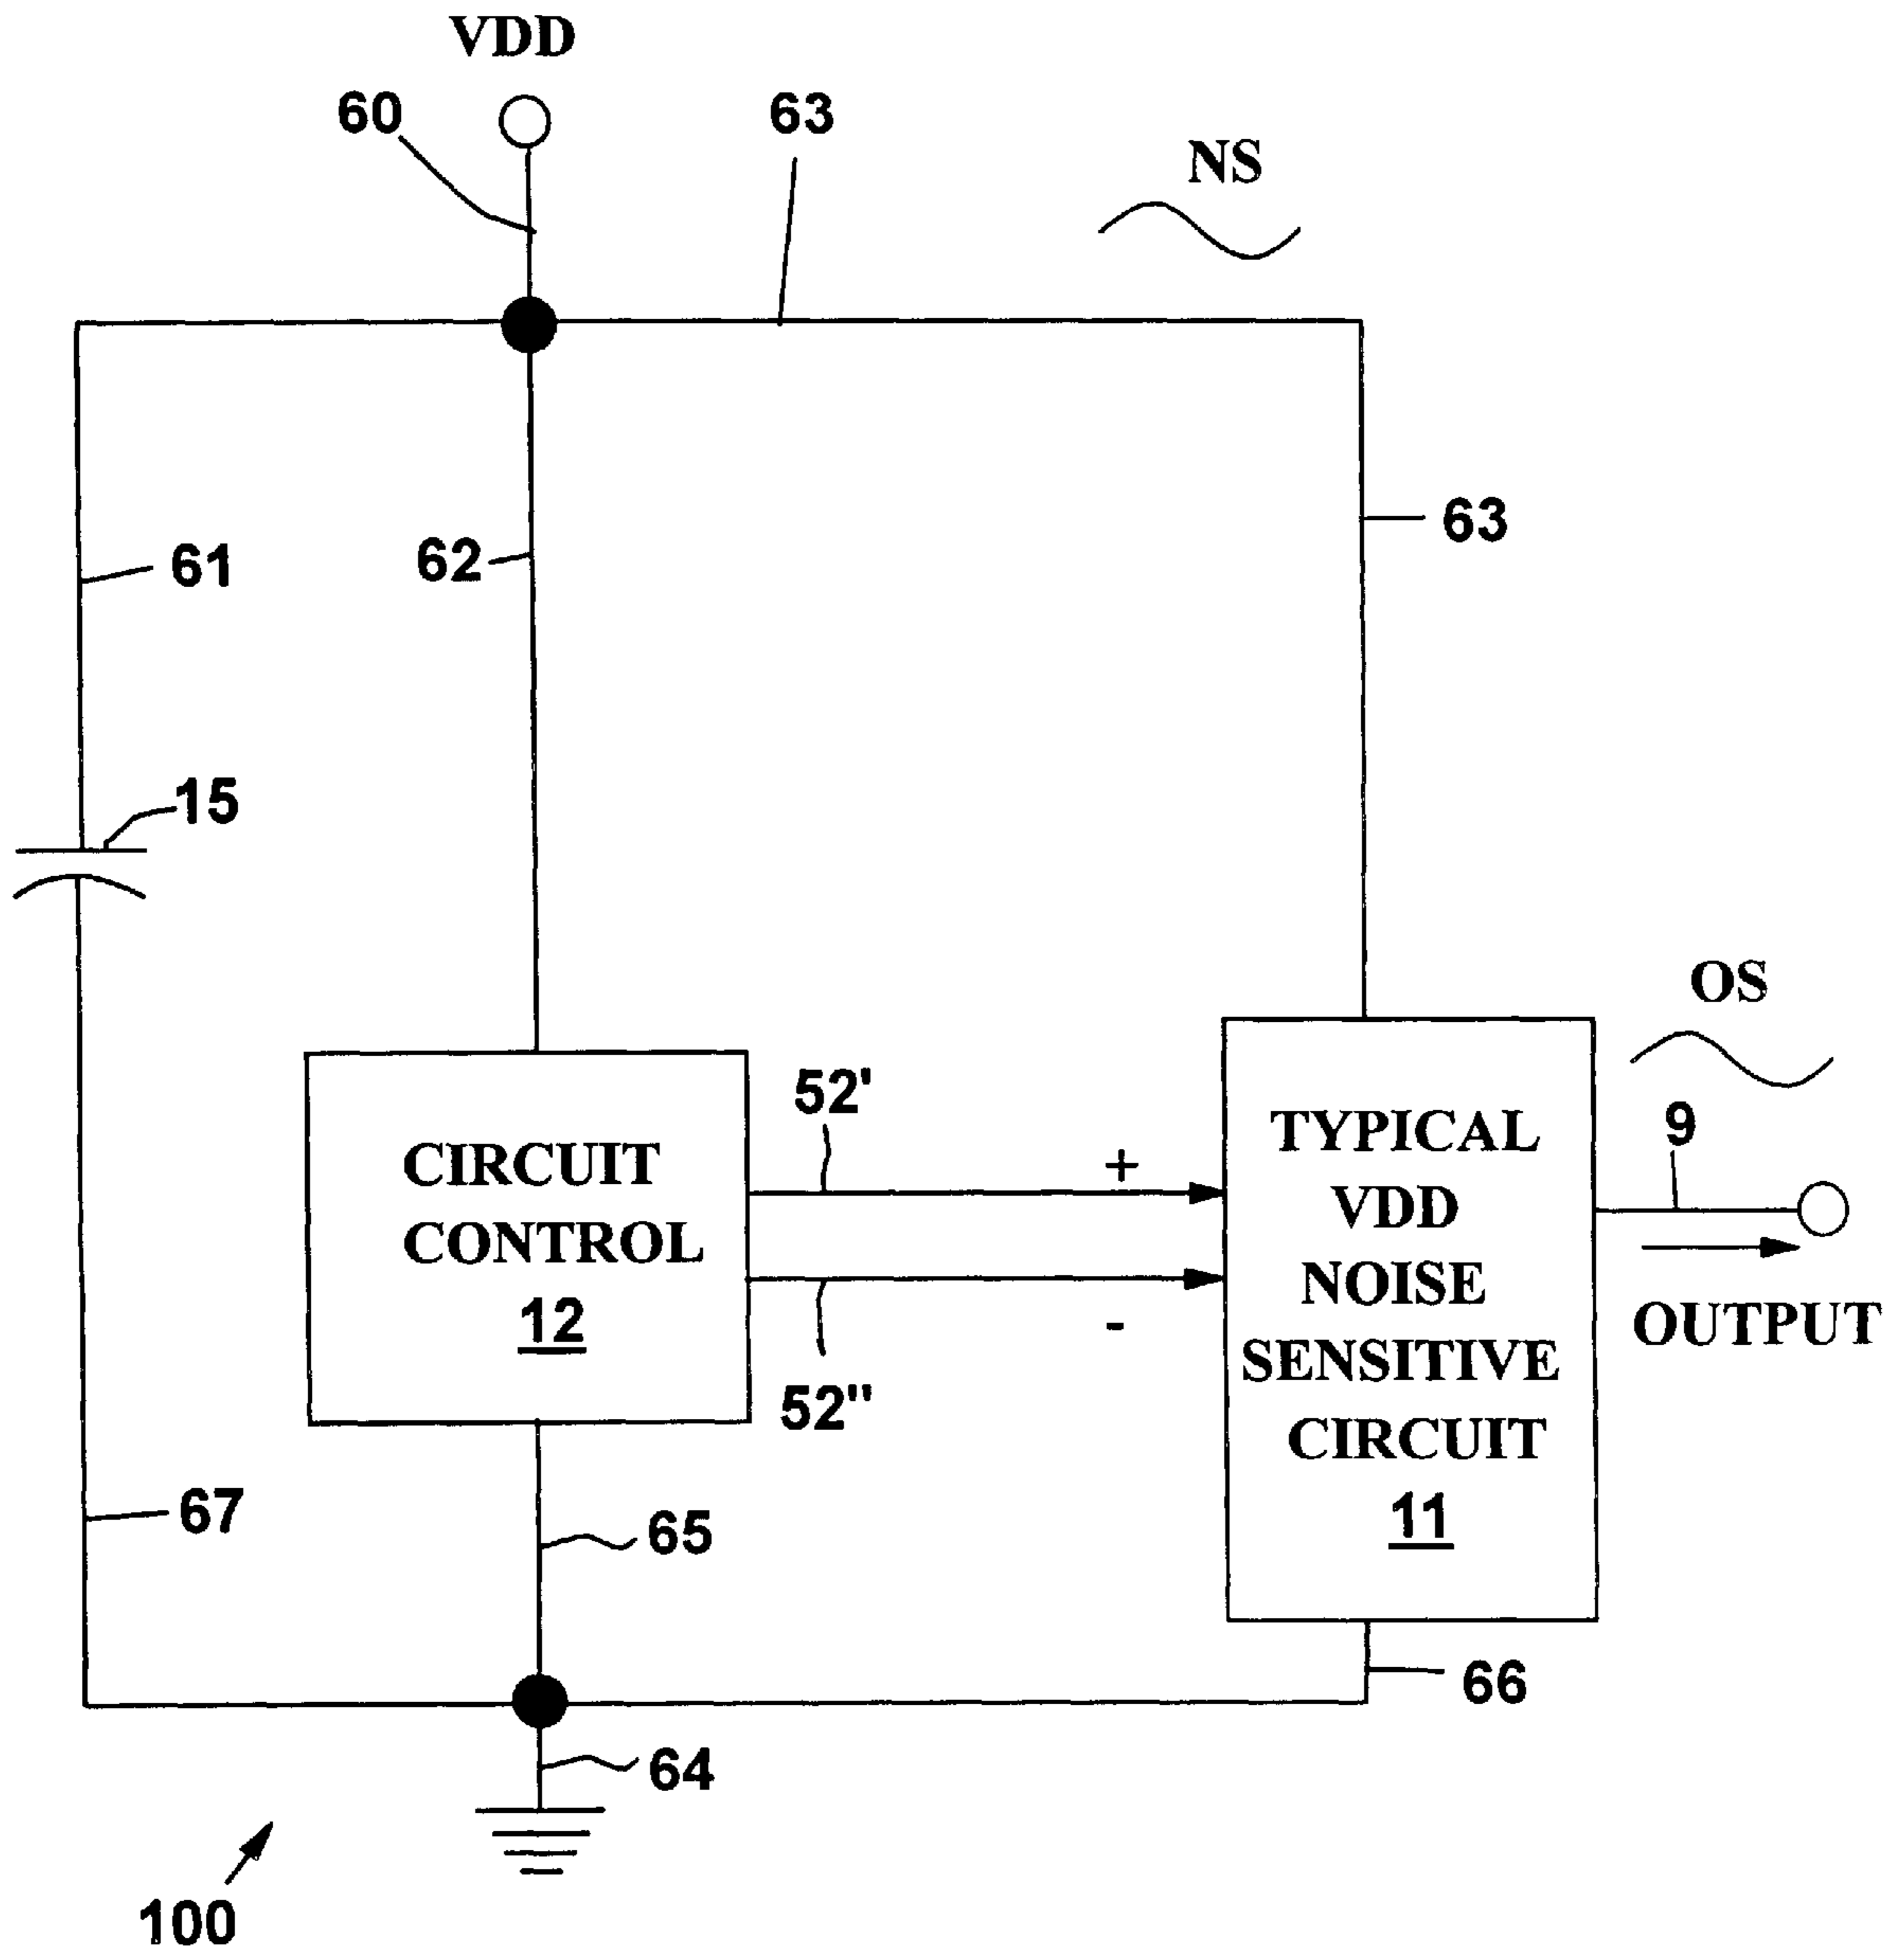 VDD
60
63
NS
63
62
61
15
OS
52'
9
+
TYPICAL
VDD
NOISE
SENSITIVE
CIRCUIT
11
CIRCUIT
CONTROL
12
OUTPUT
-
52"
67
65
66
64
100